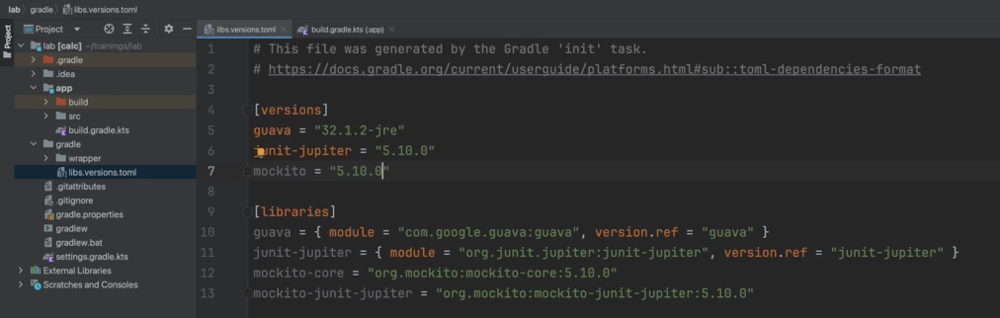 lab gradle libs.versions.toml
Project
Project
libs.versions.toml build.gradle.kts (app)
lab [calc] ~/trainings/lab
.gradle
.idea
app
build
src
build.gradle.kts
gradle
wrapper
libs.versions.toml
.gitattributes
.gitignore
gradle.properties
gradlew
gradlew.bat
settings.gradle.kts
External Libraries
Scratches and Consoles
1 # This file was generated by the Gradle 'init' task.
2 # https://docs.gradle.org/current/userguide/platforms.html#sub::toml-dependencies-format
3
4 [versions]
5 guava = "32.1.2-jre"
6 junit-jupiter = "5.10.0"
7 mockito = "5.10.0"
8
9 [libraries]
10 guava = { module = "com.google.guava:guava", version.ref = "guava" }
11 junit-jupiter = { module = "org.junit.jupiter:junit-jupiter", version.ref = "junit-jupiter" }
12 mockito-core = "org.mockito:mockito-core:5.10.0"
13 mockito-junit-jupiter = "org.mockito:mockito-junit-jupiter:5.10.0"